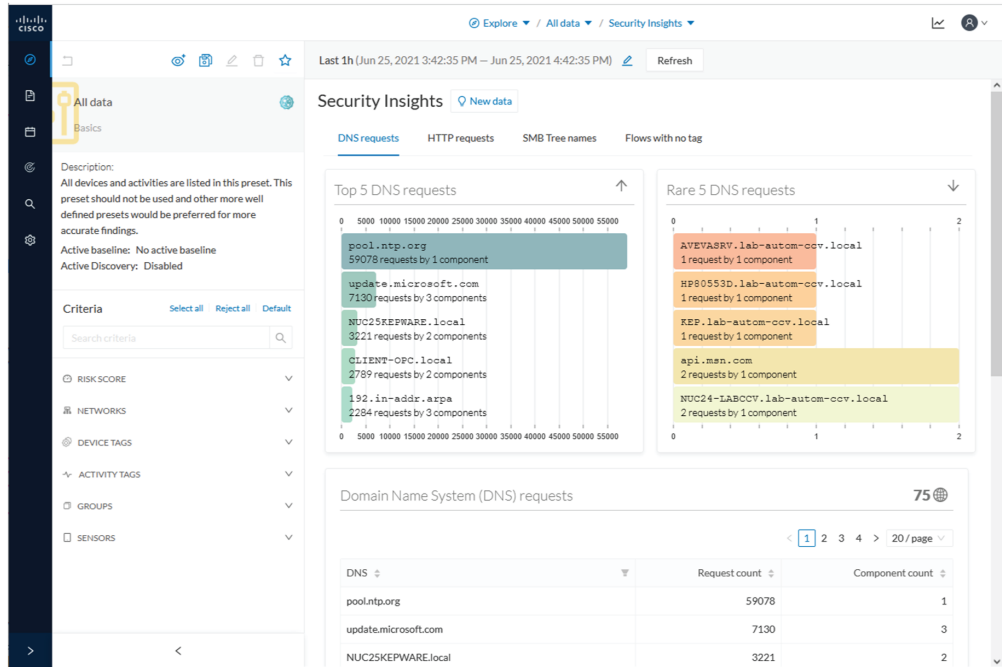 CISCO
Explore / All data / Security Insights
Last 1h (Jun 25, 2021 3:42:35 PM — Jun 25, 2021 4:42:35 PM) Refresh
All data
Basics
Description:
All devices and activities are listed in this preset. This
preset should not be used and other more well
defined presets would be preferred for more
accurate findings.
Active baseline: No active baseline
Active Discovery: Disabled
Criteria Select all Reject all Default
Search criteria
RISK SCORE
NETWORKS
DEVICE TAGS
ACTIVITY TAGS
GROUPS
SENSORS
Security Insights New data
DNS requests HTTP requests SMB Tree names Flows with no tag
Top 5 DNS requests
0 5000 10000 15000 20000 25000 30000 35000 40000 45000 50000 55000
pool.ntp.org
59078 requests by 1 component
update.microsoft.com
7130 requests by 3 components
NUC25KEPWARE.local
3221 requests by 2 components
CLIENT-OPC.local
2789 requests by 2 components
192.in-addr.arpa
2284 requests by 3 components
0 5000 10000 15000 20000 25000 30000 35000 40000 45000 50000 55000
Rare 5 DNS requests
0 1 2
AVEVASRV.lab-autom-ccv.local
1 request by 1 component
HP80553D.lab-autom-ccv.local
1 request by 1 component
KEP.lab-autom-ccv.local
1 request by 1 component
api.msn.com
2 requests by 1 component
NUC24-LABCCV.lab-autom-ccv.local
2 requests by 1 component
0 1 2
Domain Name System (DNS) requests 75
< 1 2 3 4 > 20 / page
DNS Request count Component count
pool.ntp.org 59078 1
update.microsoft.com 7130 3
NUC25KEPWARE.local 3221 2